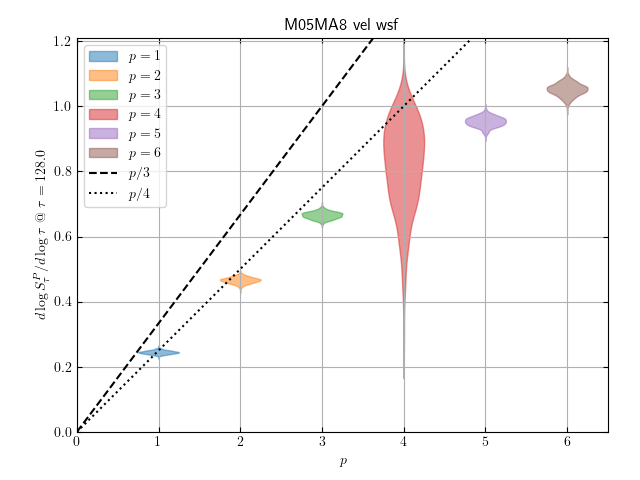 M05MA8 vel wsf
p = 1
p = 2
p = 3
p = 4
p = 5
p = 6
p/3
p/4
d log S_τ^P / d log τ @ τ = 128.0
1.2
1.0
0.8
0.6
0.4
0.2
0.0
0 1 2 3 4 5 6
p